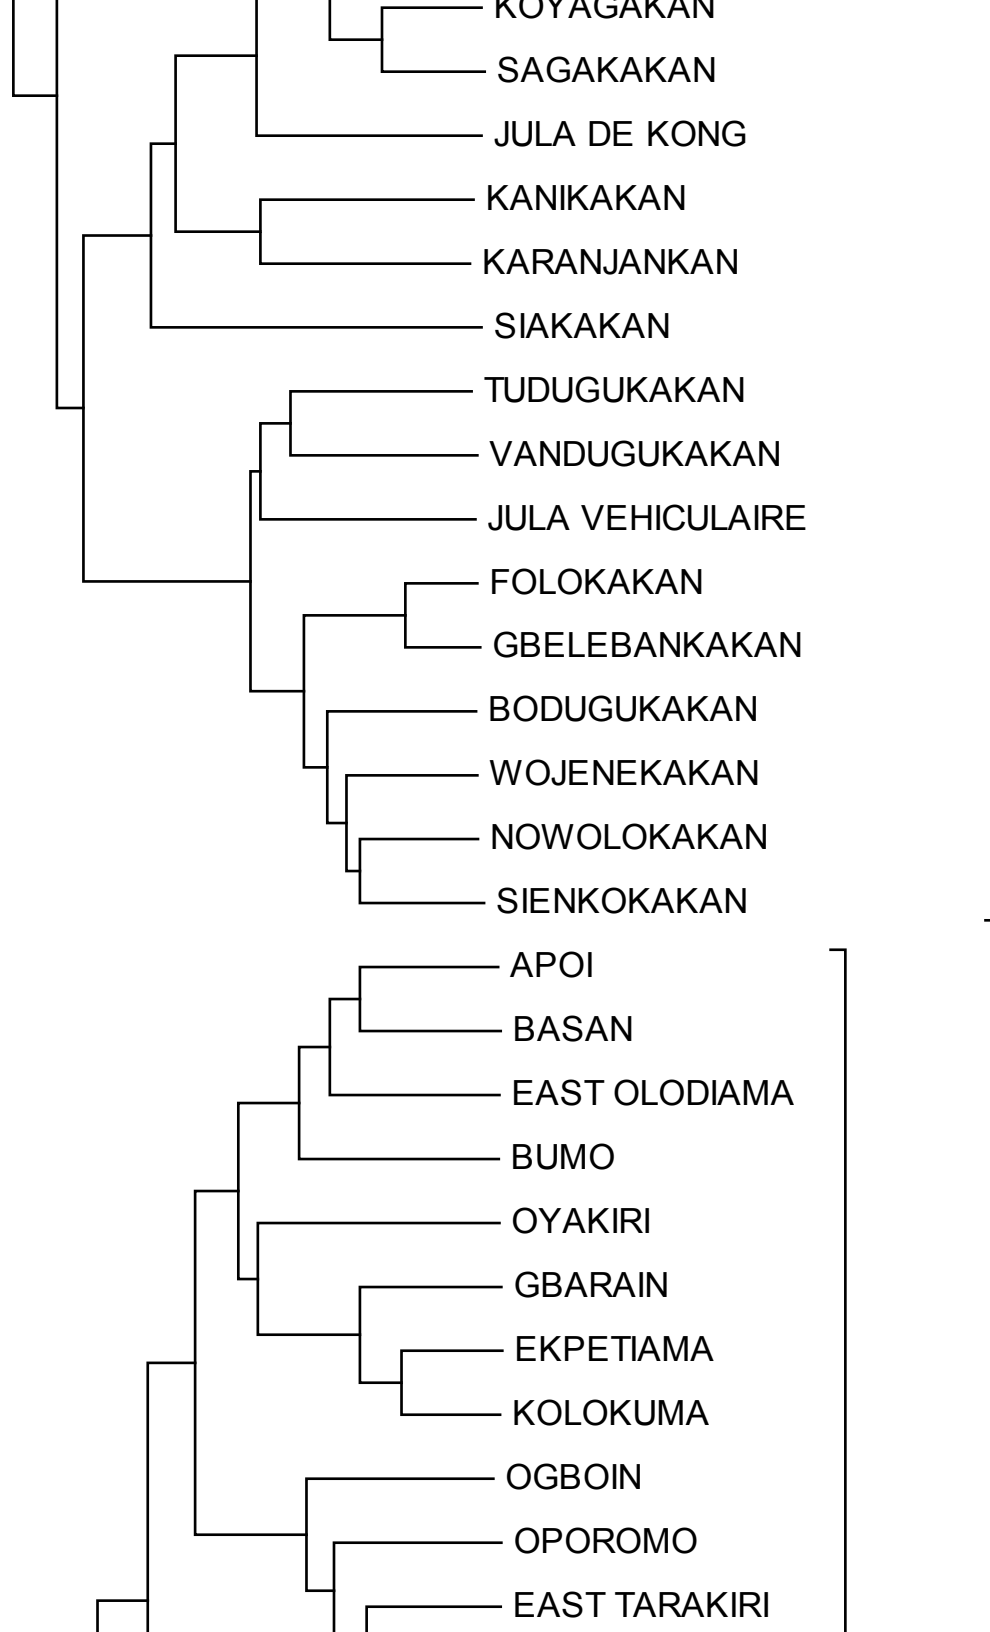 KOYAGAKAN
SAGAKAKAN
JULA DE KONG
KANIKAKAN
KARANJANKAN
SIAKAKAN
TUDUGUKAKAN
VANDUGUKAKAN
JULA VEHICULAIRE
FOLOKAKAN
GBELEBANKAKAN
BODUGUKAKAN
WOJENEKAKAN
NOWOLOKAKAN
SIENKOKAKAN
APOI
BASAN
EAST OLODIAMA
BUMO
OYAKIRI
GBARAIN
EKPETIAMA
KOLOKUMA
OGBOIN
OPOROMO
EAST TARAKIRI